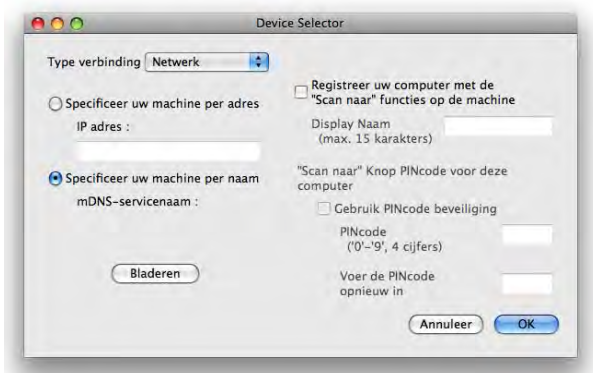 Device Selector
Type verbinding Netwerk
Specificeer uw machine per adres
IP adres :
Specificeer uw machine per naam
mDNS-servicenaam :
Bladeren
Registreer uw computer met de
"Scan naar" functies op de machine
Display Naam
(max. 15 karakters)
"Scan naar" Knop PINcode voor deze
computer
Gebruik PINcode beveiliging
PINcode
('0'-'9', 4 cijfers)
Voer de PINcode
opnieuw in
Annuleer OK